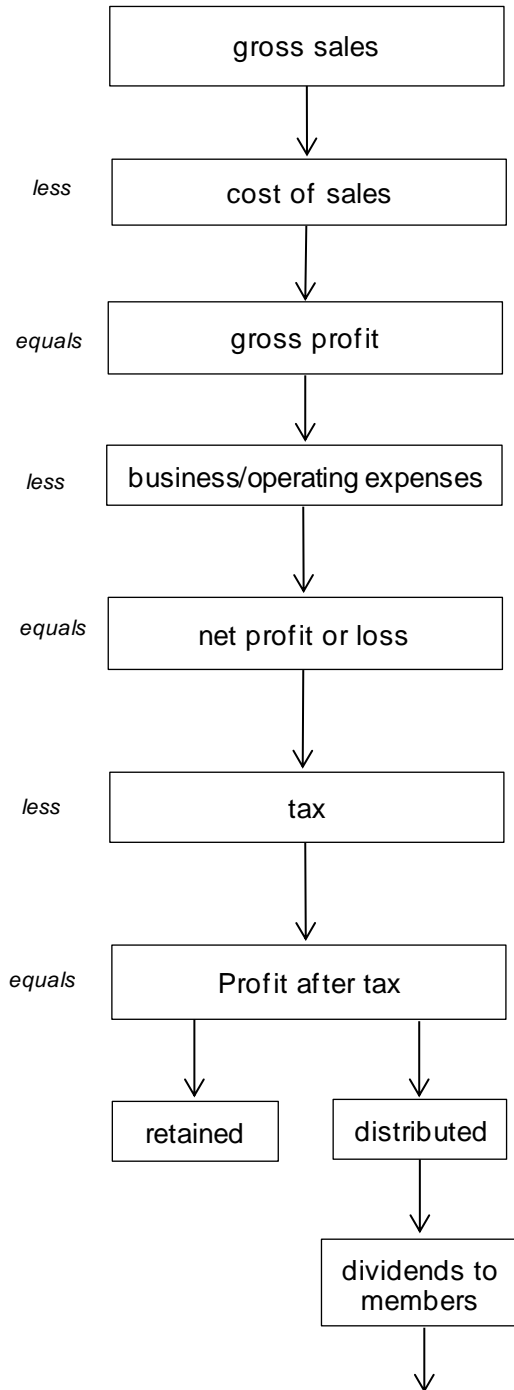 gross sales
less
cost of sales
equals
gross profit
less
business/operating expenses
equals
net profit or loss
less
tax
equals
Profit after tax
retained
distributed
dividends to
members